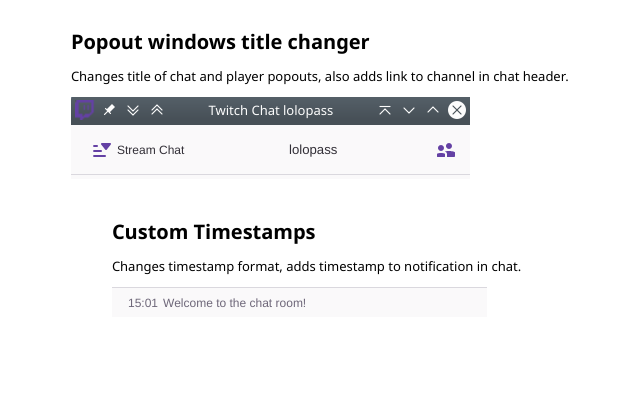 Popout windows title changer
Changes title of chat and player popouts, also adds link to channel in chat header.
Twitch Chat lolopass
Stream Chat lolopass
Custom Timestamps
Changes timestamp format, adds timestamp to notification in chat.
15:01 Welcome to the chat room!